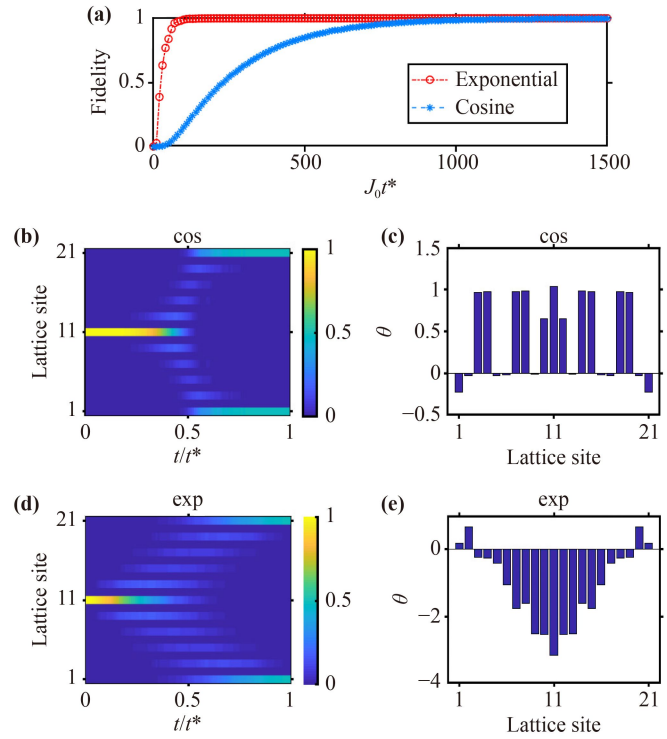 (a)
1
0.5
0
Fidelity
Exponential
Cosine
0 500 1000 1500
J₀t*
(b) cos
21
11
1
Lattice site
0 0.5 1
t/t*
1
0.5
0
(c) cos
1.5
1
0.5
0
−0.5
θ
1 11 21
Lattice site
(d) exp
21
11
1
Lattice site
0 0.5 1
t/t*
1
0.5
0
(e) exp
0
−2
−4
θ
1 11 21
Lattice site